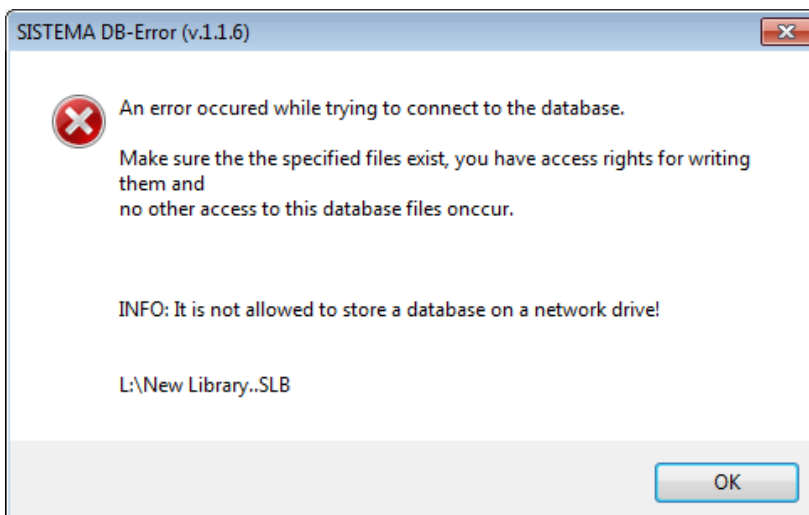 SISTEMA DB-Error (v.1.1.6)
An error occured while trying to connect to the database.
Make sure the the specified files exist, you have access rights for writing
them and
no other access to this database files onccur.
INFO: It is not allowed to store a database on a network drive!
L:\New Library..SLB
OK